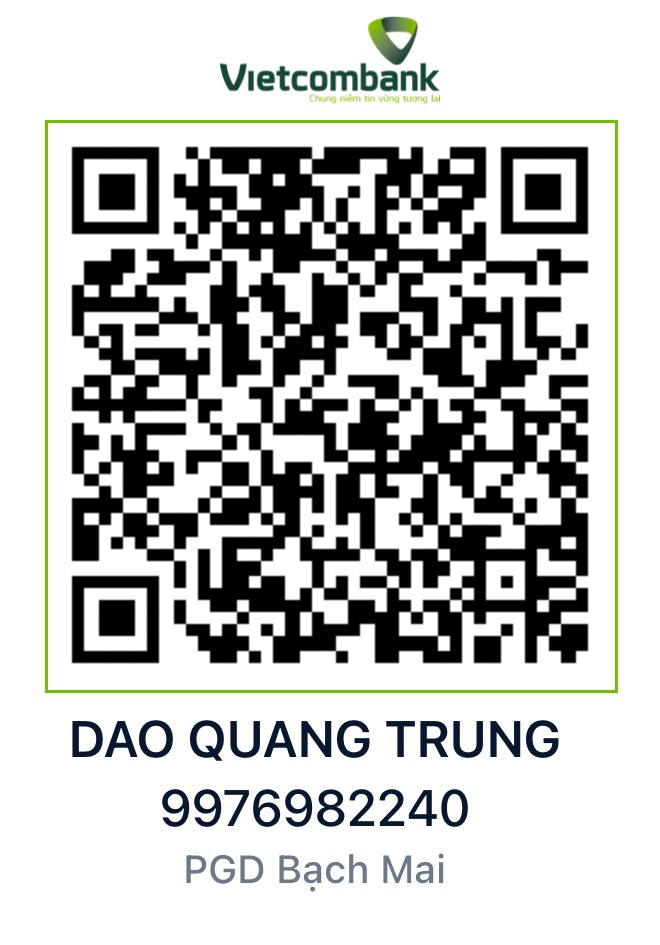 Vietcombank
Chung niềm tin vững tương lai
DAO QUANG TRUNG
9976982240
PGD Bạch Mai